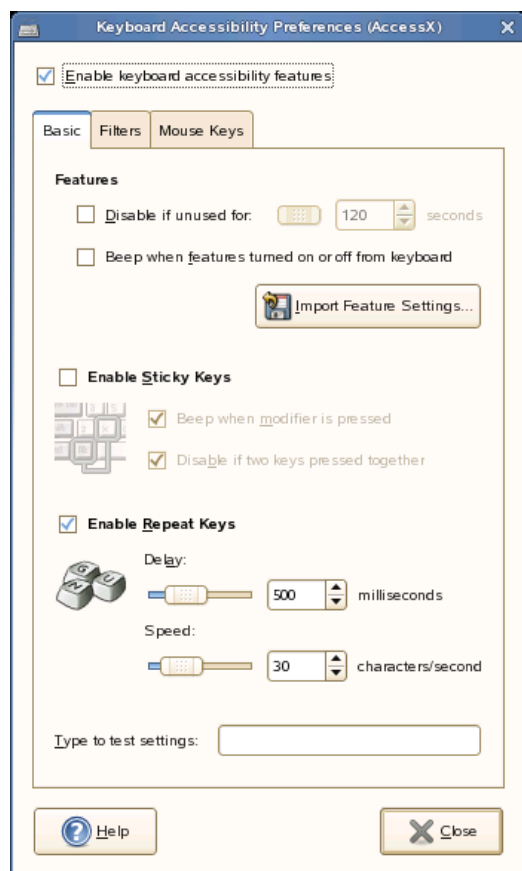 Keyboard Accessibility Preferences (AccessX)
Enable keyboard accessibility features
Basic Filters Mouse Keys
Features
Disable if unused for: 120 seconds
Beep when features turned on or off from keyboard
Import Feature Settings...
Enable Sticky Keys
Beep when modifier is pressed
Disable if two keys pressed together
Enable Repeat Keys
G N U
Delay:
500 milliseconds
Speed:
30 characters/second
Type to test settings:
Help Close